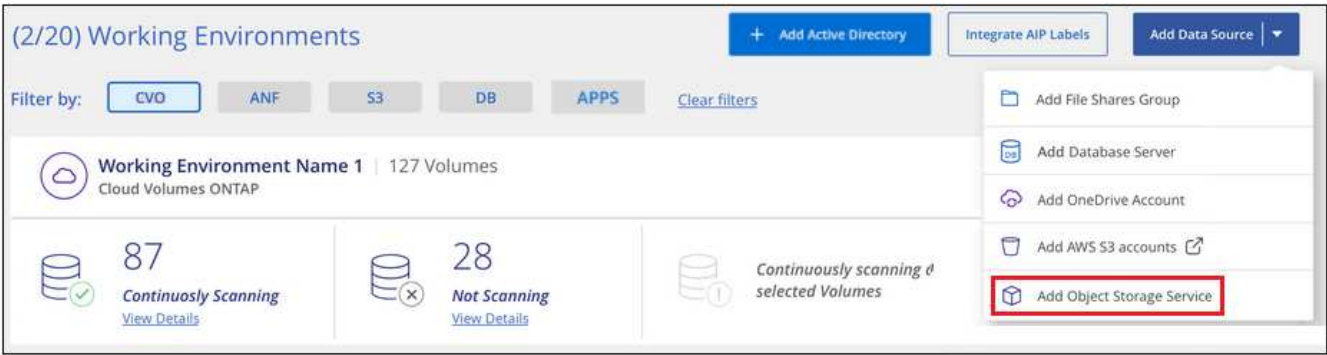 (2/20) Working Environments
+ Add Active Directory
Integrate AIP Labels
Add Data Source
Filter by:
CVO
ANF
S3
DB
APPS
Clear filters
Add File Shares Group
DB
Add Database Server
Add OneDrive Account
Add AWS S3 accounts
Add Object Storage Service
Working Environment Name 1 | 127 Volumes
Cloud Volumes ONTAP
87
Continuosly Scanning
View Details
28
Not Scanning
View Details
Continuously scanning
selected Volumes